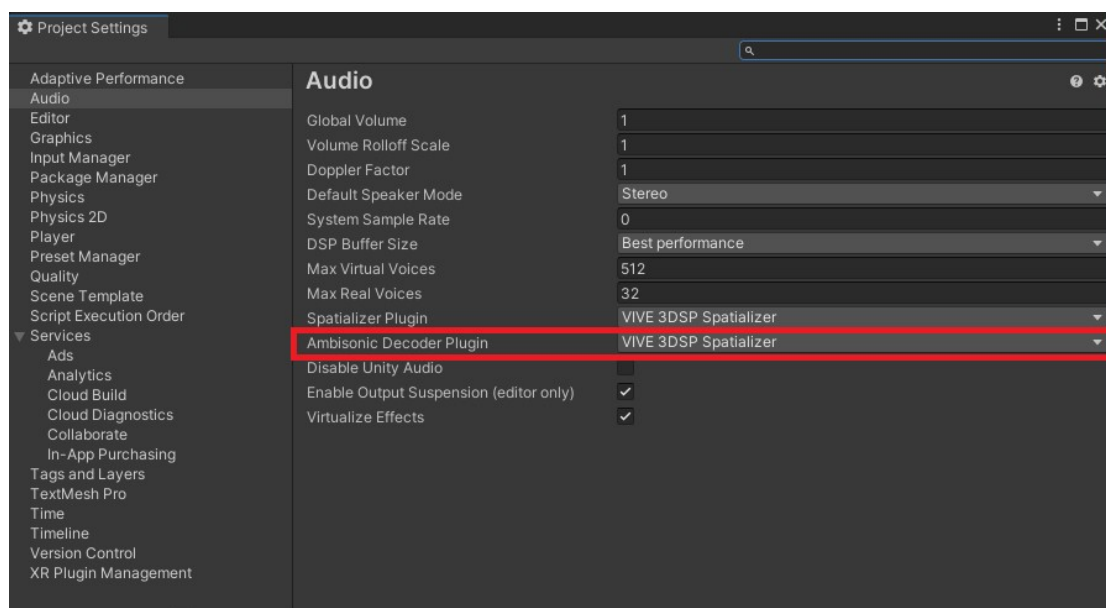 Project Settings
Adaptive Performance
Audio
Editor
Graphics
Input Manager
Package Manager
Physics
Physics 2D
Player
Preset Manager
Quality
Scene Template
Script Execution Order
Services
Ads
Analytics
Cloud Build
Cloud Diagnostics
Collaborate
In-App Purchasing
Tags and Layers
TextMesh Pro
Time
Timeline
Version Control
XR Plugin Management
Audio
Global Volume 1
Volume Rolloff Scale 1
Doppler Factor 1
Default Speaker Mode Stereo
System Sample Rate 0
DSP Buffer Size Best performance
Max Virtual Voices 512
Max Real Voices 32
Spatializer Plugin VIVE 3DSP Spatializer
Ambisonic Decoder Plugin VIVE 3DSP Spatializer
Disable Unity Audio
Enable Output Suspension (editor only)
Virtualize Effects